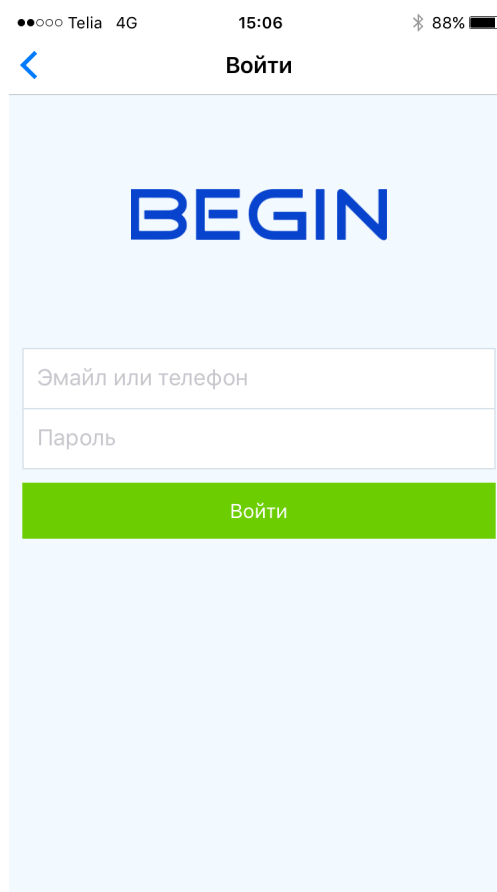 Telia 4G 15:06 88%
Войти
BEGIN
Эмайл или телефон
Пароль
Войти